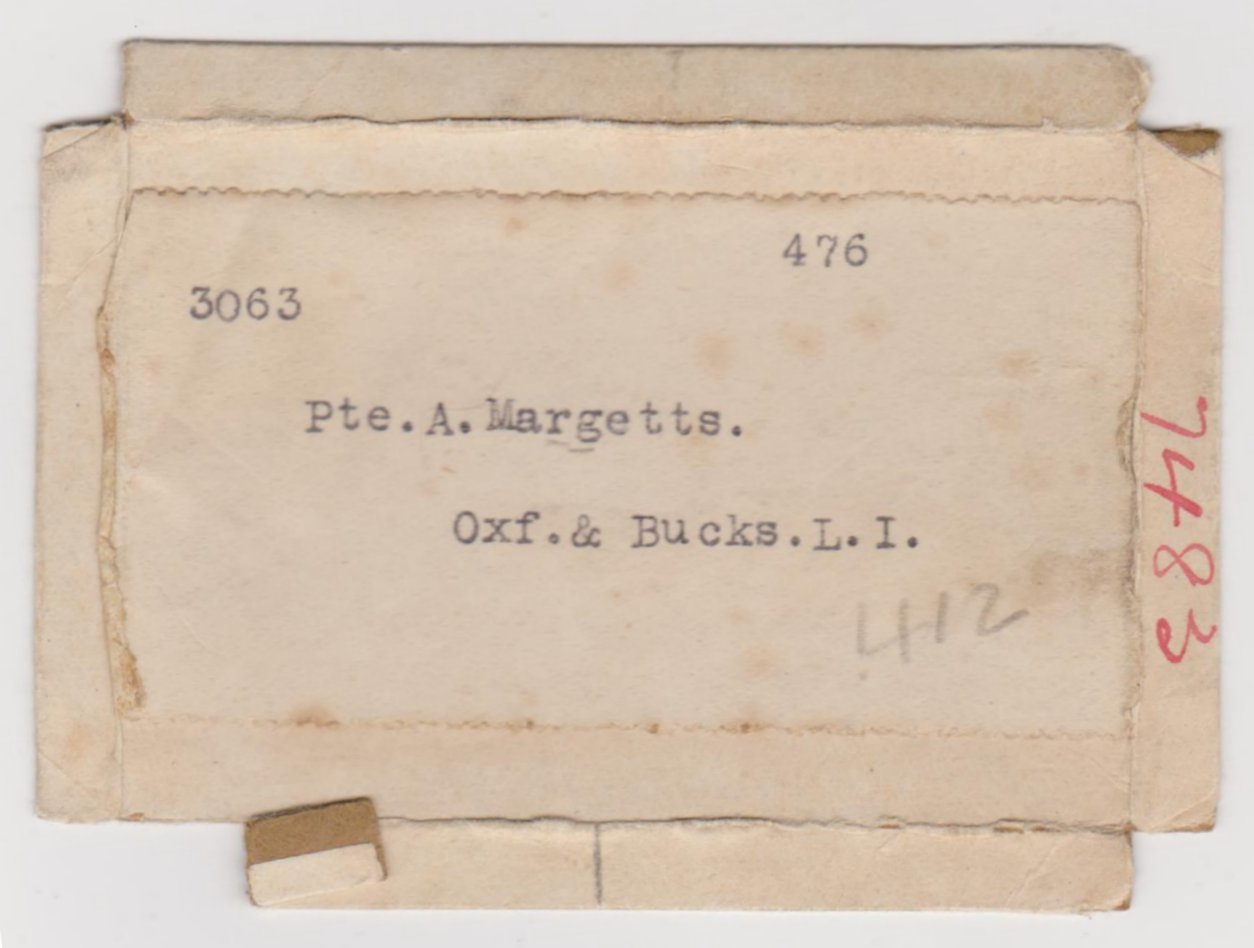 476
3063
Pte. A. Margetts.
Oxf. & Bucks. L. I.
412
7483